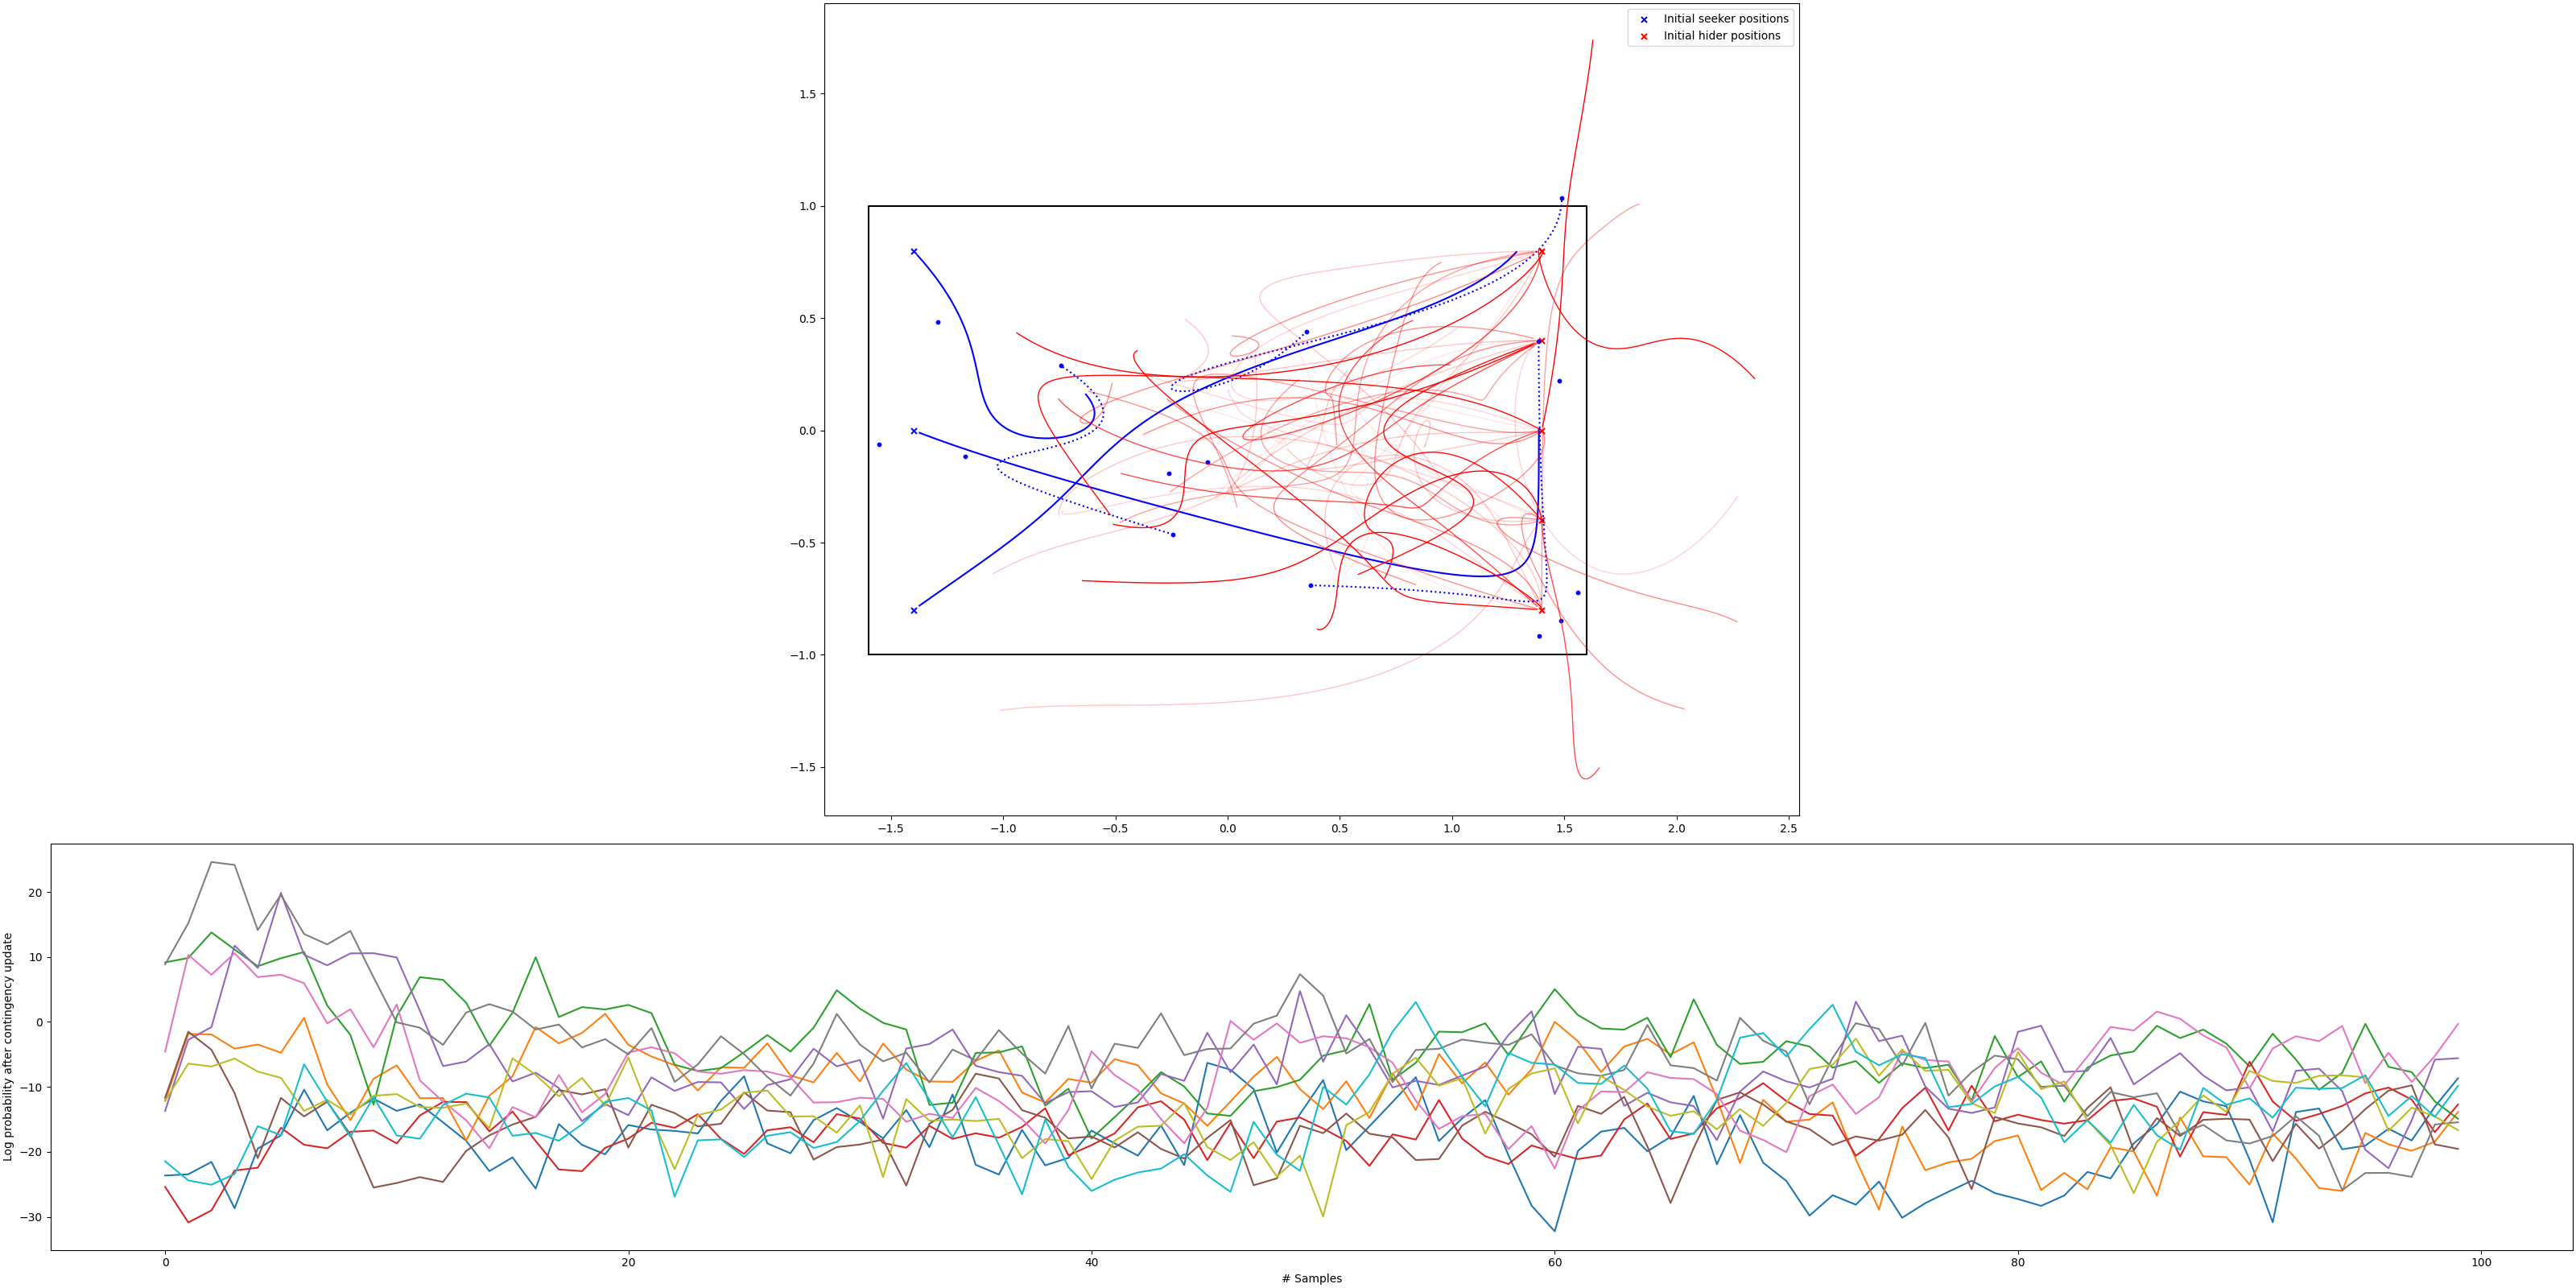 Initial seeker positions
Initial hider positions
1.5
1.0
0.5
0.0
−0.5
−1.0
−1.5
−1.5 −1.0 −0.5 0.0 0.5 1.0 1.5 2.0 2.5
Log probability after contingency update
20
10
0
−10
−20
−30
0 20 40 60 80 100
# Samples